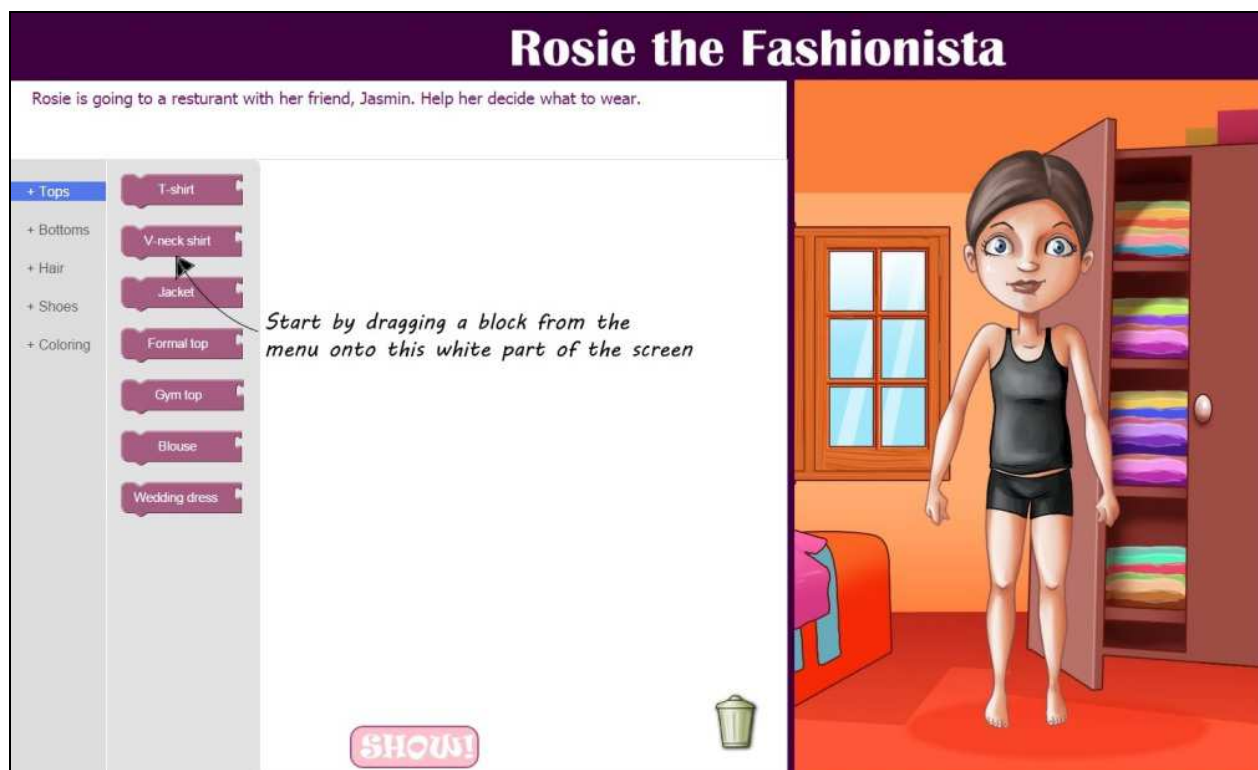 Rosie the Fashionista
Rosie is going to a resturant with her friend, Jasmin. Help her decide what to wear.
+ Tops
+ Bottoms
+ Hair
+ Shoes
+ Coloring
T-shirt
V-neck shirt
Jacket
Formal top
Gym top
Blouse
Wedding dress
Start by dragging a block from the
menu onto this white part of the screen
SHOW!